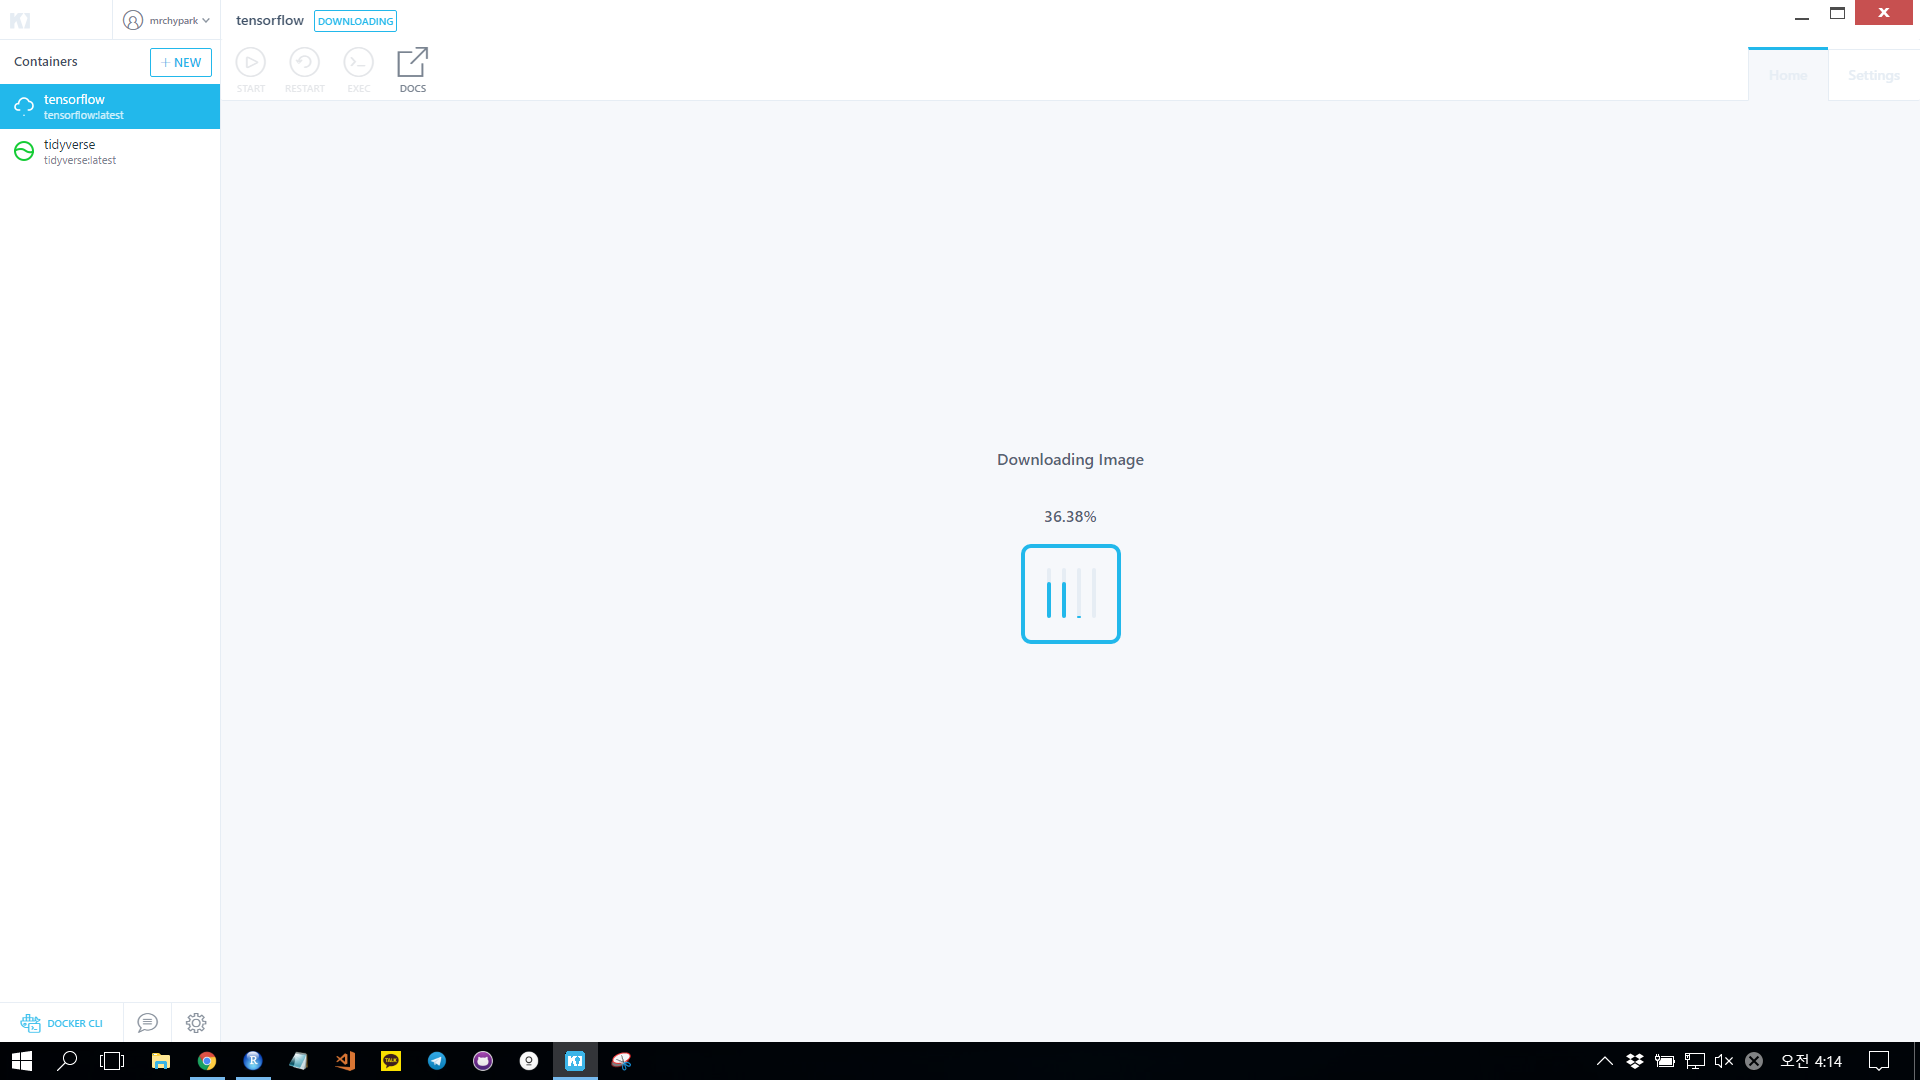 mrchypark
tensorflow DOWNLOADING
Containers
+ NEW
START
RESTART
EXEC
DOCS
Home
Settings
tensorflow
tensorflow:latest
tidyverse
tidyverse:latest
Downloading Image
36.38%
DOCKER CLI
TALK
오전 4:14